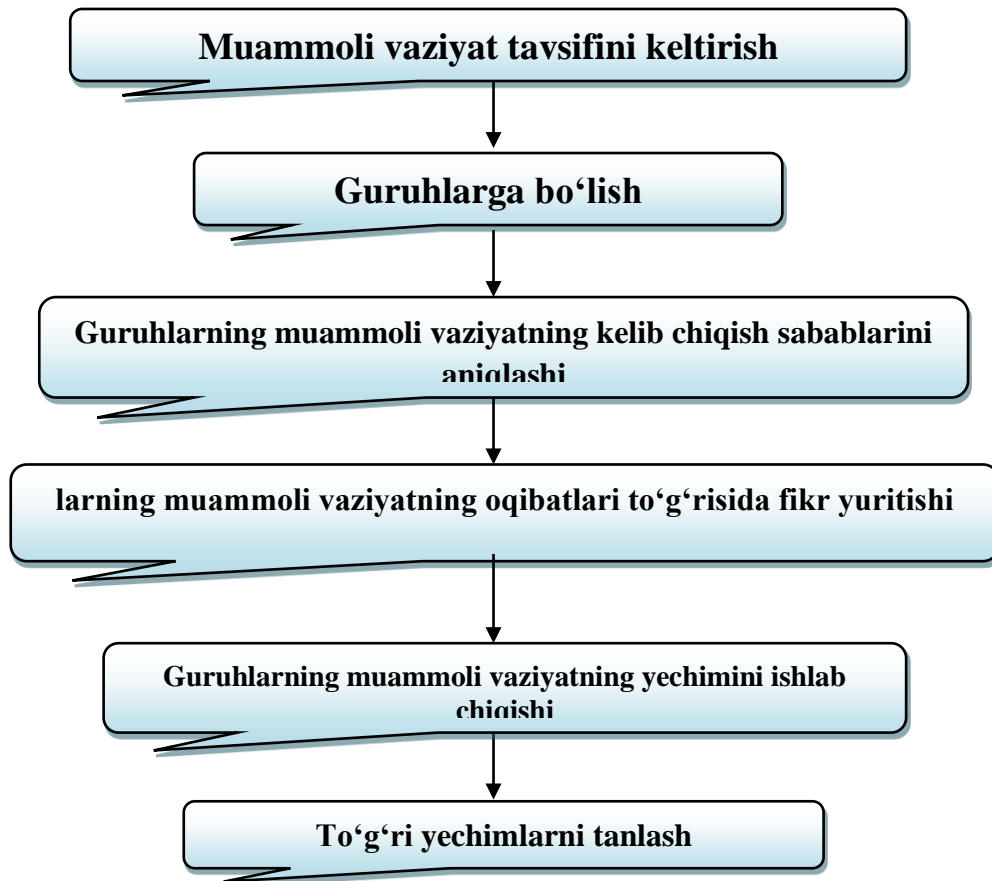 Muammoli vaziyat tavsifini keltirish
Guruhlarga bo‘lish
Guruhlarning muammoli vaziyatning kelib chiqish sabablarini
aniqlashi
larning muammoli vaziyatning oqibatlari to‘g‘risida fikr yuritishi
Guruhlarning muammoli vaziyatning yechimini ishlab
chiqishi
To‘g‘ri yechimlarni tanlash